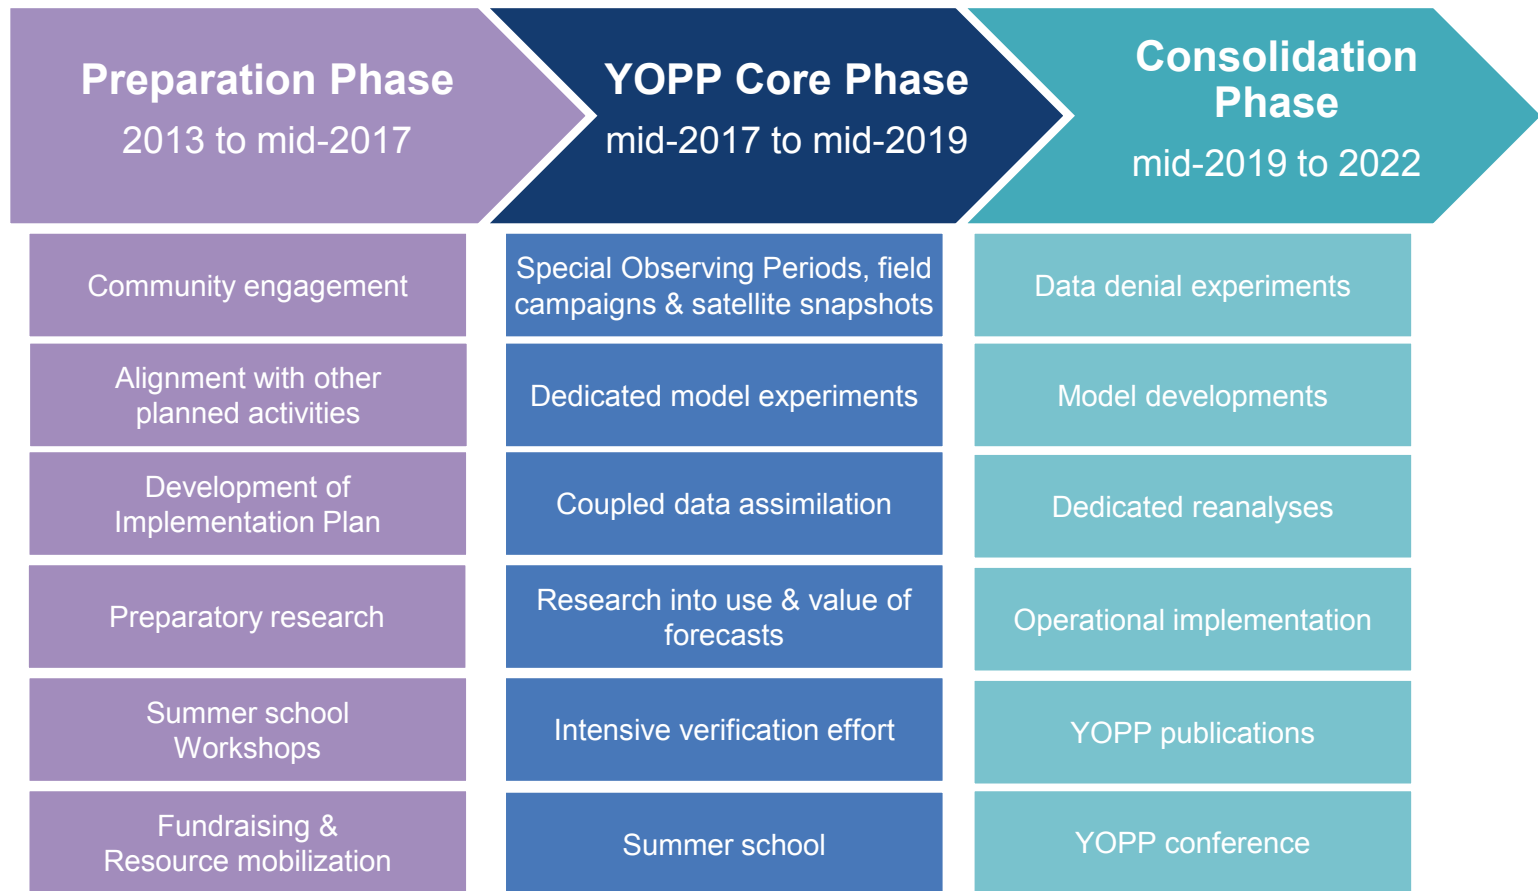 Preparation Phase
2013 to mid-2017
YOPP Core Phase
mid-2017 to mid-2019
Consolidation
Phase
mid-2019 to 2022
Community engagement
Alignment with other
planned activities
Development of
Implementation Plan
Preparatory research
Summer school
Workshops
Fundraising &
Resource mobilization
Special Observing Periods, field
campaigns & satellite snapshots
Dedicated model experiments
Coupled data assimilation
Research into use & value of
forecasts
Intensive verification effort
Summer school
Data denial experiments
Model developments
Dedicated reanalyses
Operational implementation
YOPP publications
YOPP conference